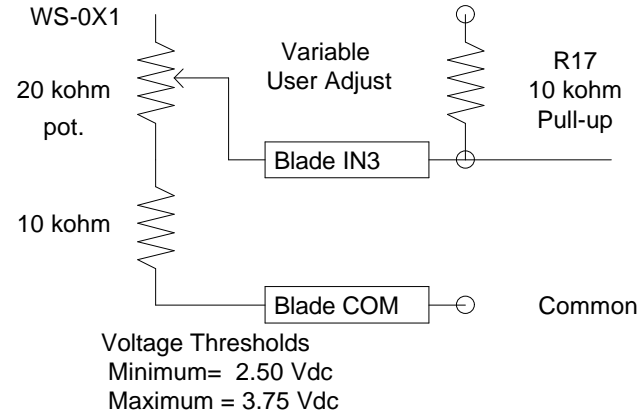 WS-0X1
20 kohm
pot.
10 kohm
Variable
User Adjust
R17
10 kohm
Pull-up
Blade IN3
Blade COM
Common
Voltage Thresholds
Minimum= 2.50 Vdc
Maximum = 3.75 Vdc